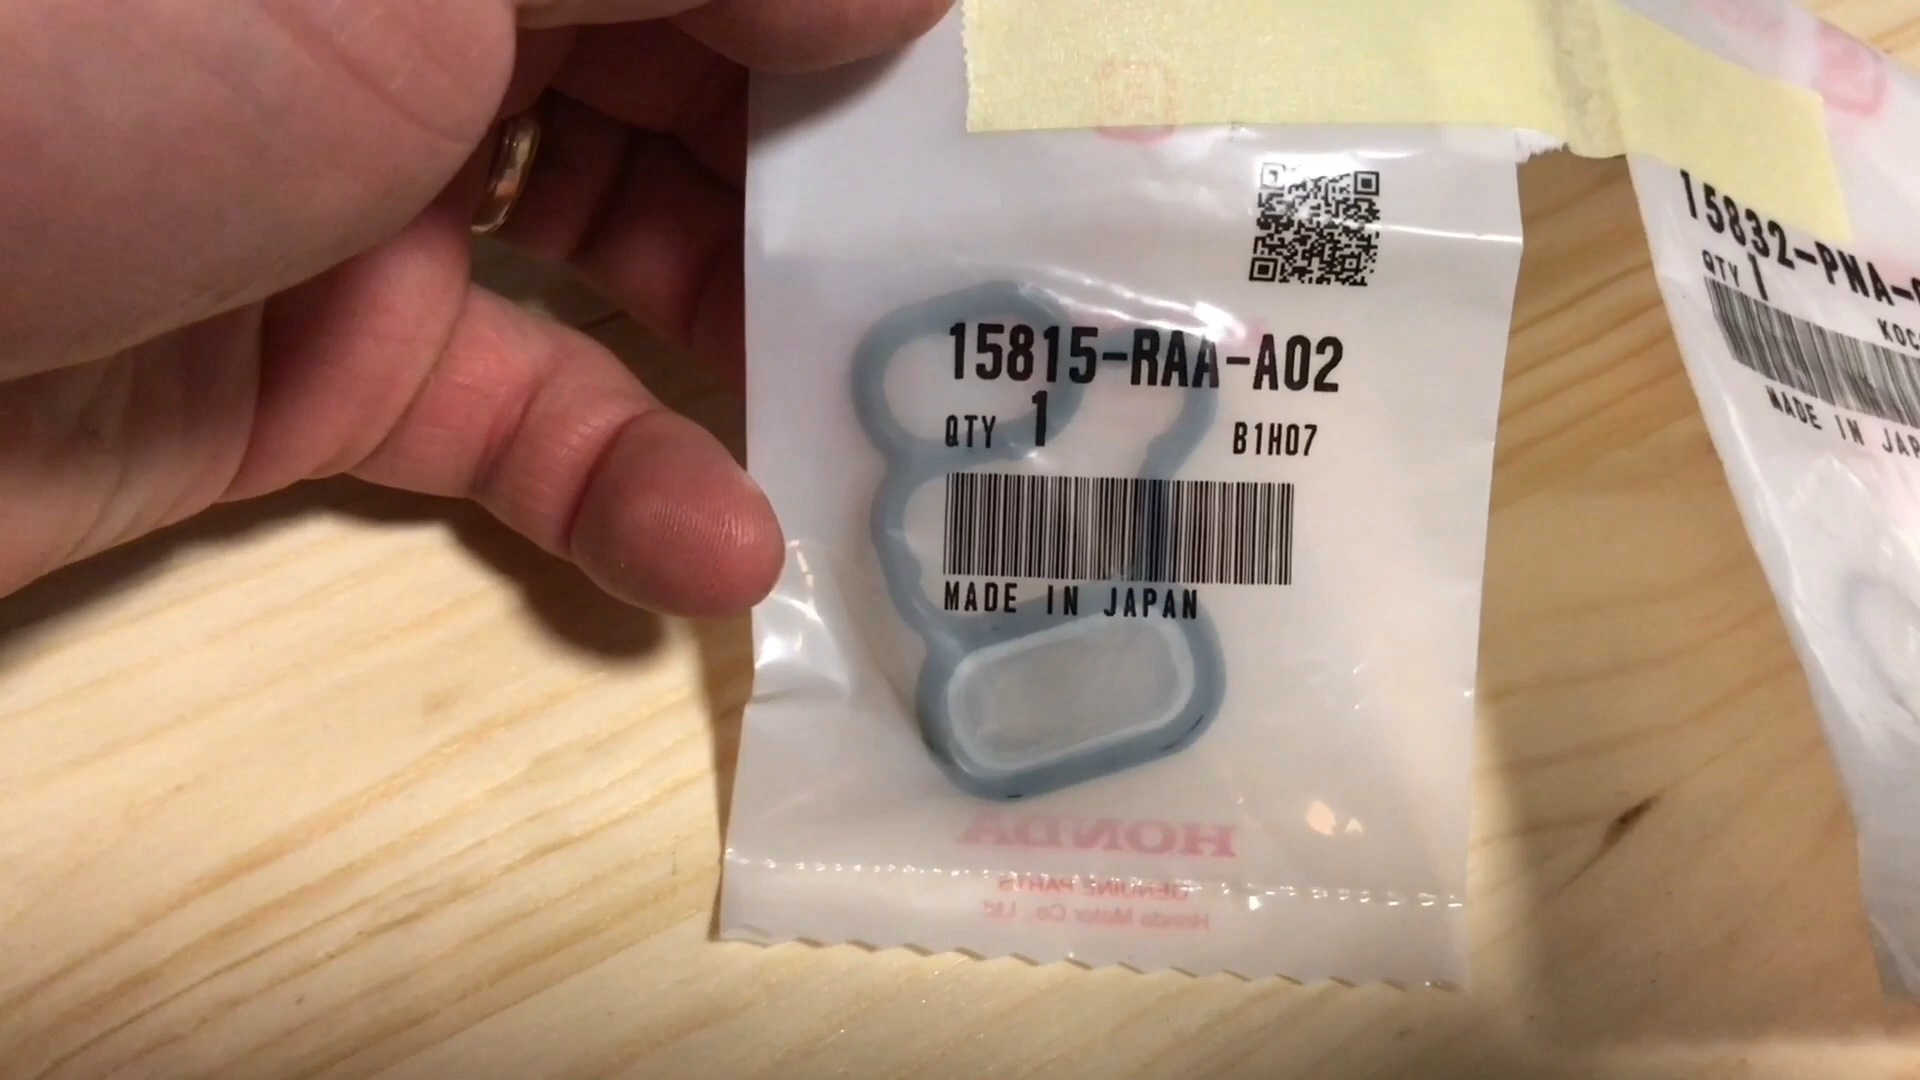 15815-RAA-A02
QTY 1 B1H07
MADE IN JAPAN
HONDA
GENUINE PARTS
Honda Motor Co., Ltd.
15832-PNA-
QTY 1
MADE IN JAP